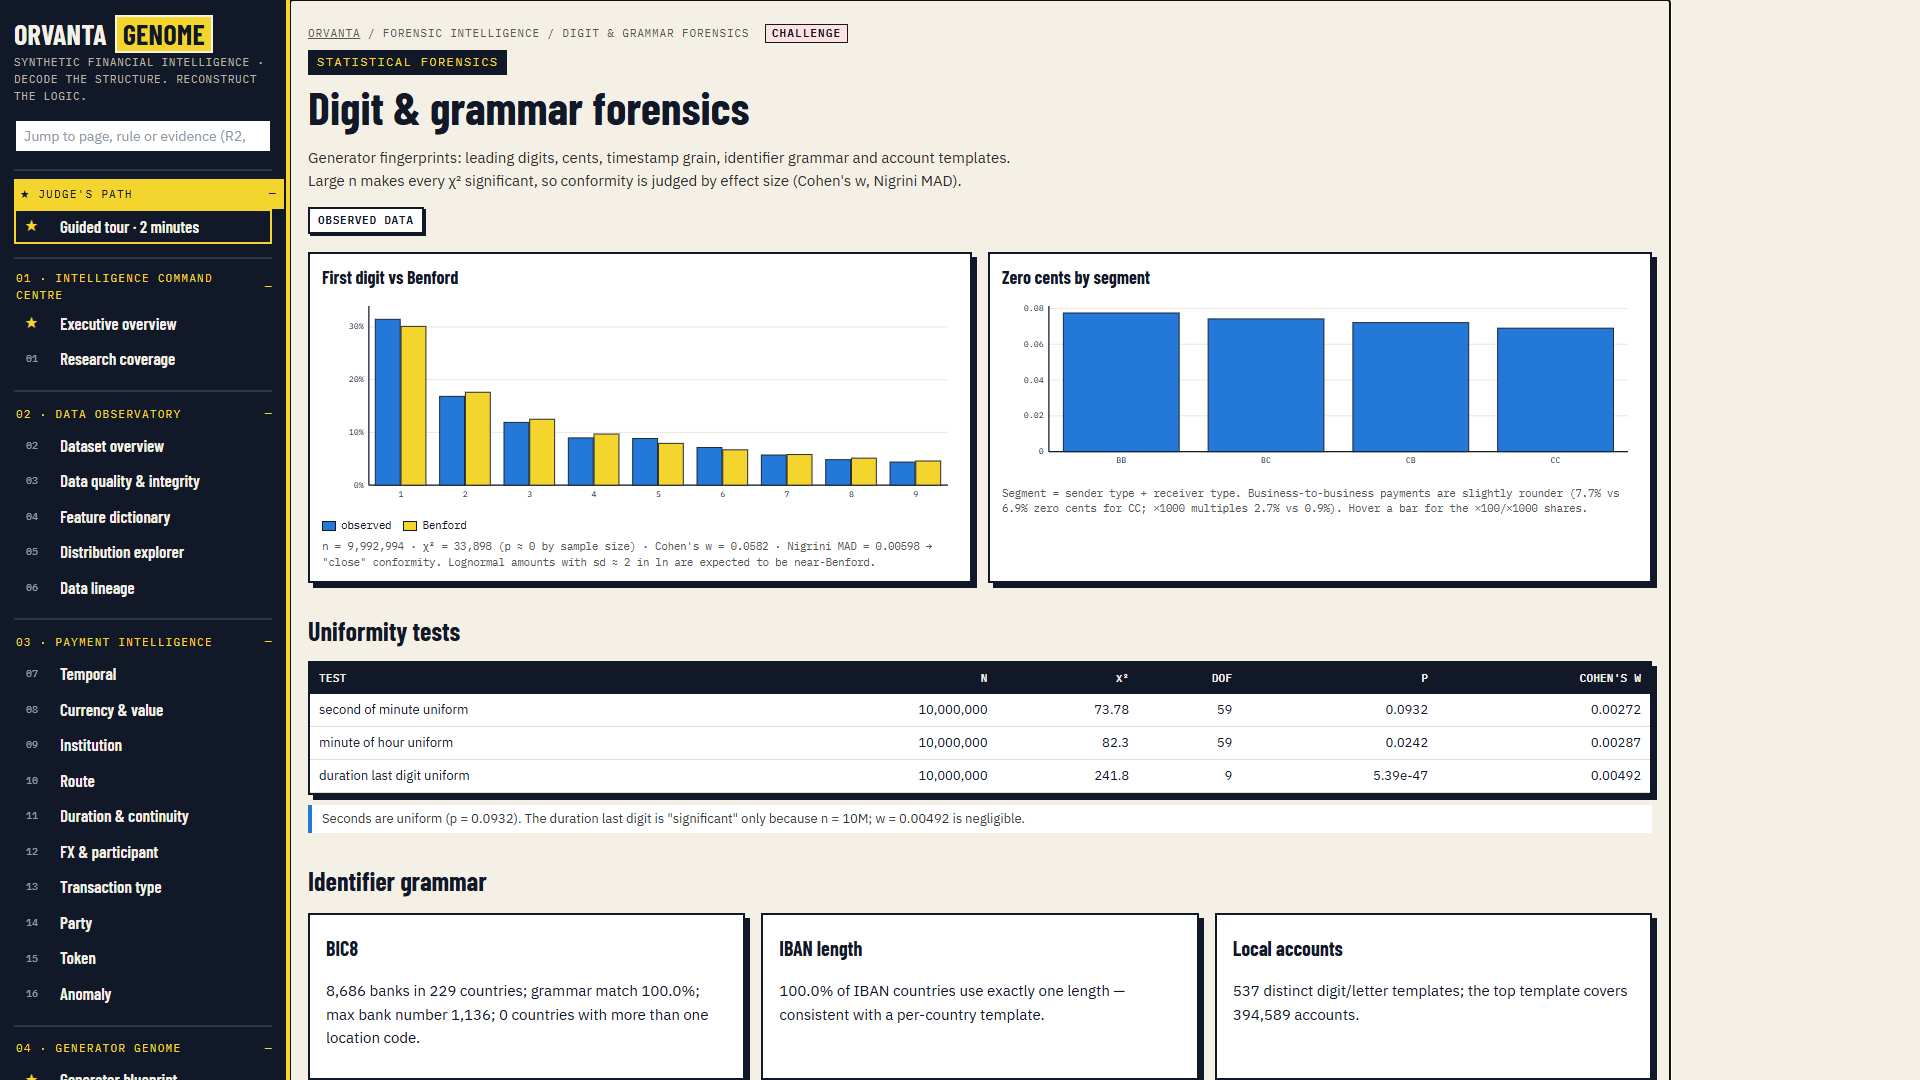 ORVANTA GENOME
SYNTHETIC FINANCIAL INTELLIGENCE ·
DECODE THE STRUCTURE. RECONSTRUCT
THE LOGIC.
Jump to page, rule or evidence (R2,
★ JUDGE'S PATH –
★ Guided tour · 2 minutes
01 · INTELLIGENCE COMMAND
CENTRE –
★ Executive overview
01 Research coverage
02 · DATA OBSERVATORY –
02 Dataset overview
03 Data quality & integrity
04 Feature dictionary
05 Distribution explorer
06 Data lineage
03 · PAYMENT INTELLIGENCE –
07 Temporal
08 Currency & value
09 Institution
10 Route
11 Duration & continuity
12 FX & participant
13 Transaction type
14 Party
15 Token
16 Anomaly
04 · GENERATOR GENOME –
★ Generator blueprint
ORVANTA / FORENSIC INTELLIGENCE / DIGIT & GRAMMAR FORENSICS CHALLENGE
STATISTICAL FORENSICS
Digit & grammar forensics
Generator fingerprints: leading digits, cents, timestamp grain, identifier grammar and account templates.
Large n makes every χ² significant, so conformity is judged by effect size (Cohen's w, Nigrini MAD).
OBSERVED DATA
First digit vs Benford
30%
20%
10%
0%
1 2 3 4 5 6 7 8 9
observed Benford
n = 9,992,994 · χ² = 33,898 (p ≈ 0 by sample size) · Cohen's w = 0.0582 · Nigrini MAD = 0.00598 →
"close" conformity. Lognormal amounts with sd ≈ 2 in ln are expected to be near-Benford.
Zero cents by segment
0.08
0.06
0.04
0.02
0
BB BC CB CC
Segment = sender type + receiver type. Business-to-business payments are slightly rounder (7.7% vs
6.9% zero cents for CC; ×1000 multiples 2.7% vs 0.9%). Hover a bar for the ×100/×1000 shares.
Uniformity tests
TEST N X² DOF P COHEN'S W
second of minute uniform 10,000,000 73.78 59 0.0932 0.00272
minute of hour uniform 10,000,000 82.3 59 0.0242 0.00287
duration last digit uniform 10,000,000 241.8 9 5.39e-47 0.00492
Seconds are uniform (p = 0.0932). The duration last digit is "significant" only because n = 10M; w = 0.00492 is negligible.
Identifier grammar
BIC8
8,686 banks in 229 countries; grammar match 100.0%;
max bank number 1,136; 0 countries with more than one
location code.
IBAN length
100.0% of IBAN countries use exactly one length —
consistent with a per-country template.
Local accounts
537 distinct digit/letter templates; the top template covers
394,589 accounts.